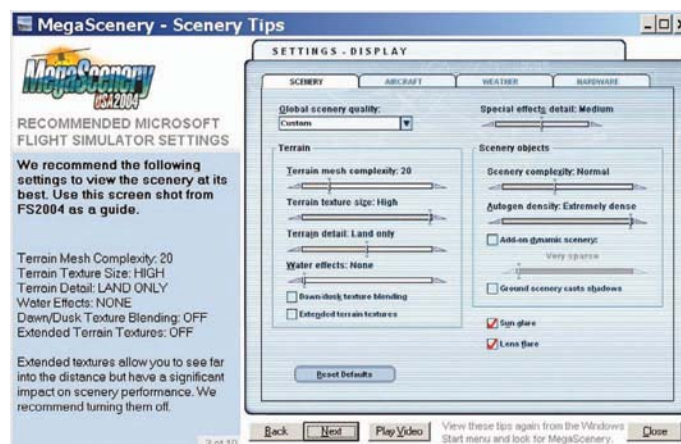 MegaScenery - Scenery Tips
MegaScenery
USA2004
RECOMMENDED MICROSOFT
FLIGHT SIMULATOR SETTINGS
We recommend the following
settings to view the scenery at its
best. Use this screen shot from
FS2004 as a guide.
Terrain Mesh Complexity: 20
Terrain Texture Size: HIGH
Terrain Detail: LAND ONLY
Water Effects: NONE
Dawn/Dusk Texture Blending: OFF
Extended Terrain Textures: OFF
Extended textures allow you to see far
into the distance but have a significant
impact on scenery performance. We
recommend turning them off.
SETTINGS - DISPLAY
SCENERY
AIRCRAFT
WEATHER
HARDWARE
Global scenery quality:
Custom
Special effects detail: Medium
Terrain
Terrain mesh complexity: 20
Terrain texture size: High
Terrain detail: Land only
Water effects: None
Dawn/dusk texture blending
Extended terrain textures
Scenery objects
Scenery complexity: Normal
Autogen density: Extremely dense
Add-on dynamic scenery:
Very sparse
Ground scenery casts shadows
Sun glare
Lens flare
Reset Defaults
Back
Next
Play Video
View these tips again from the Windows
Start menu and look for MegaScenery.
Close